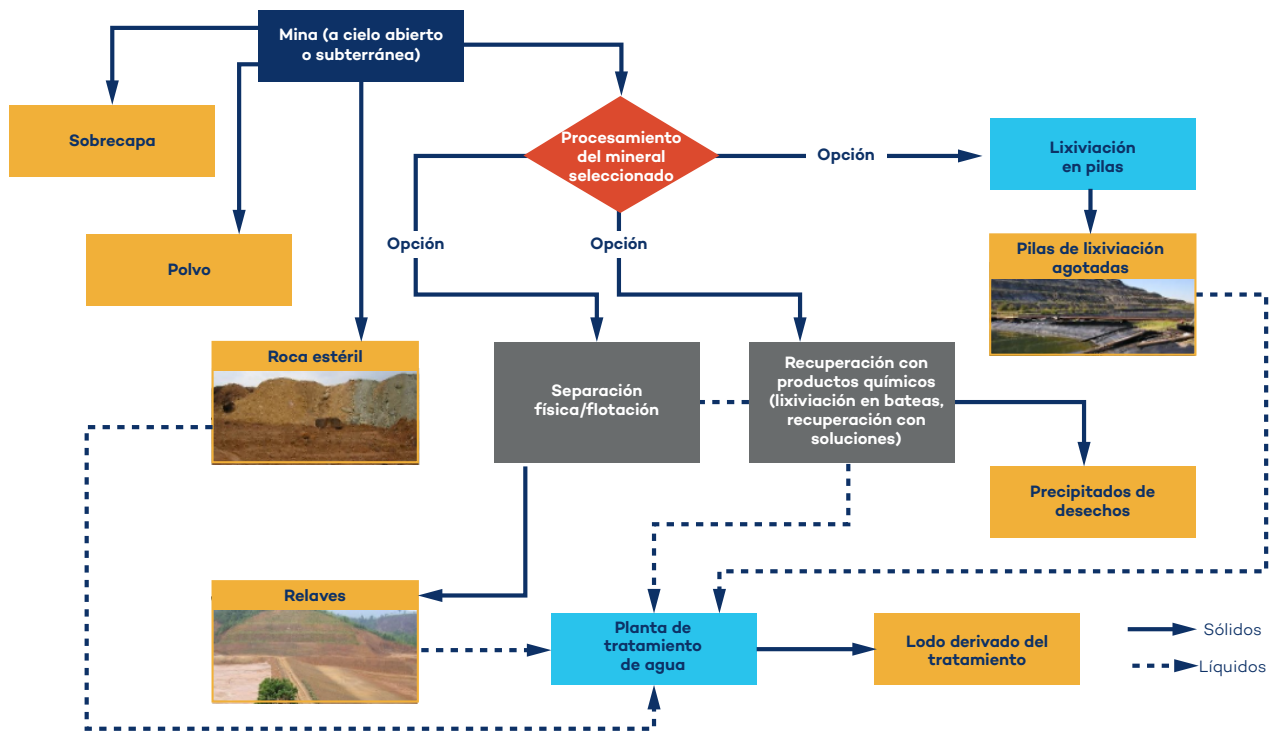 Mina (a cielo abierto
o subterránea)
Sobrecapa
Procesamiento
del mineral
seleccionado
Opción
Lixiviación
en pilas
Polvo
Opción
Opción
Pilas de lixiviación
agotadas
Roca estéril
Separación
física/flotación
Recuperación con
productos químicos
(lixiviación en bateas,
recuperación con
soluciones)
Precipitados de
desechos
Relaves
Planta de
tratamiento
de agua
Lodo derivado del
tratamiento
Sólidos
Líquidos